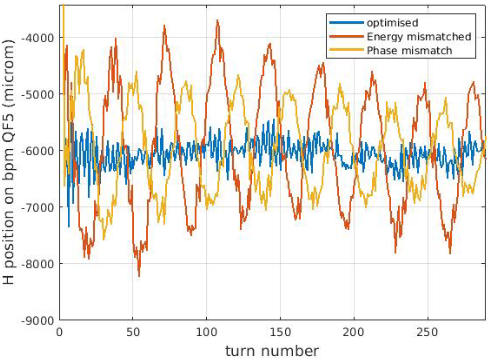 optimised
Energy mismatched
Phase mismatch
H position on bpm QF5 (microm)
-4000
-5000
-6000
-7000
-8000
-9000
0
50
100
150
200
250
turn number